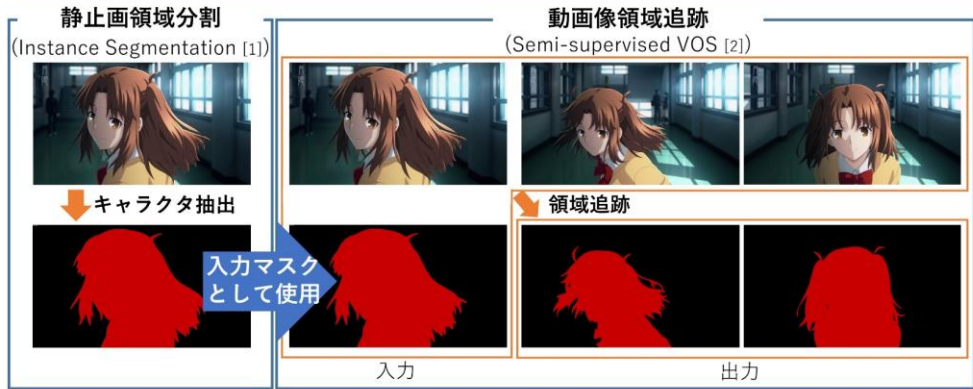 静止画領域分割
(Instance Segmentation [1])
キャラクタ抽出
入力マスク
として使用
動画像領域追跡
(Semi-supervised VOS [2])
領域追跡
入力
出力